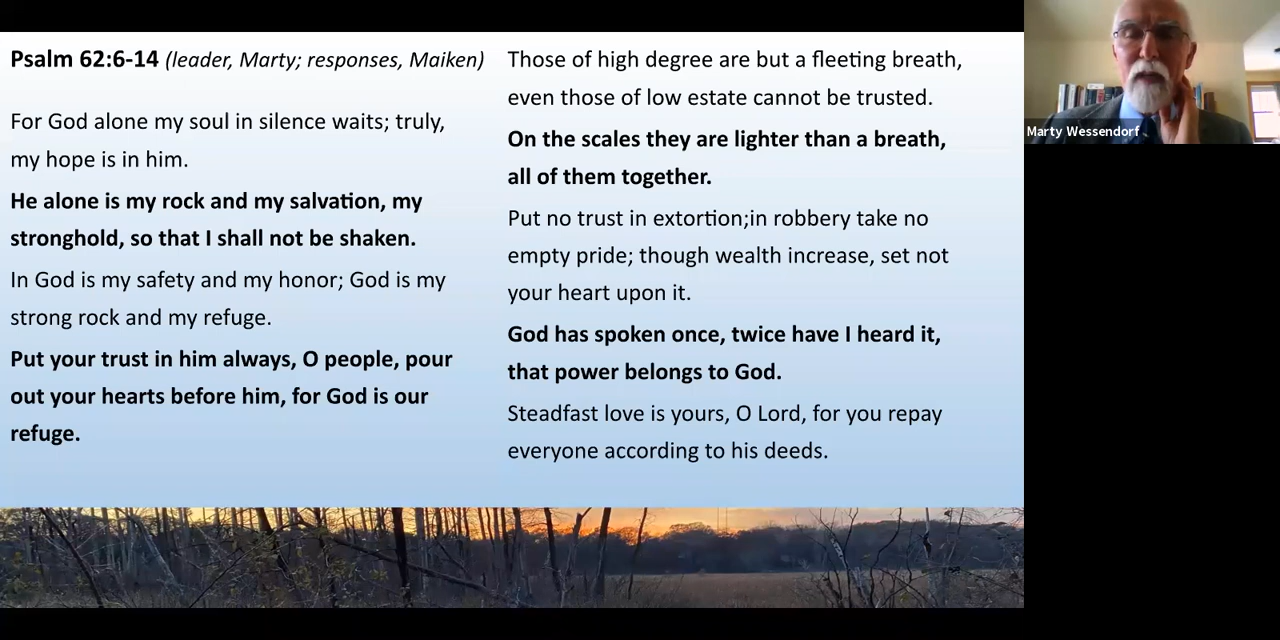 Psalm 62:6-14 (leader, Marty; responses, Maiken)
For God alone my soul in silence waits; truly,
my hope is in him.
He alone is my rock and my salvation, my
stronghold, so that I shall not be shaken.
In God is my safety and my honor; God is my
strong rock and my refuge.
Put your trust in him always, O people, pour
out your hearts before him, for God is our
refuge.
Those of high degree are but a fleeting breath,
even those of low estate cannot be trusted.
On the scales they are lighter than a breath,
all of them together.
Put no trust in extortion;in robbery take no
empty pride; though wealth increase, set not
your heart upon it.
God has spoken once, twice have I heard it,
that power belongs to God.
Steadfast love is yours, O Lord, for you repay
everyone according to his deeds.
Marty Wessendorf